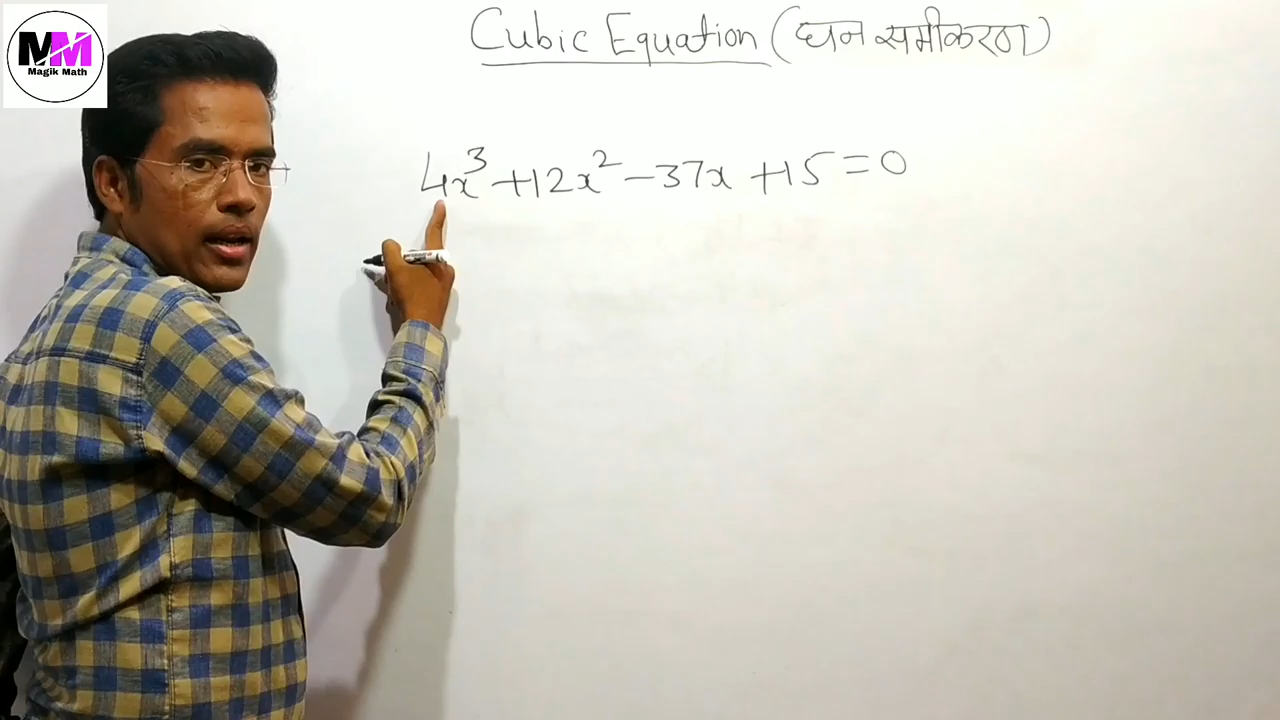 MM
Magik Math
Cubic Equation (घन समीकरण)
4x³ +12x² -37x +15 = 0